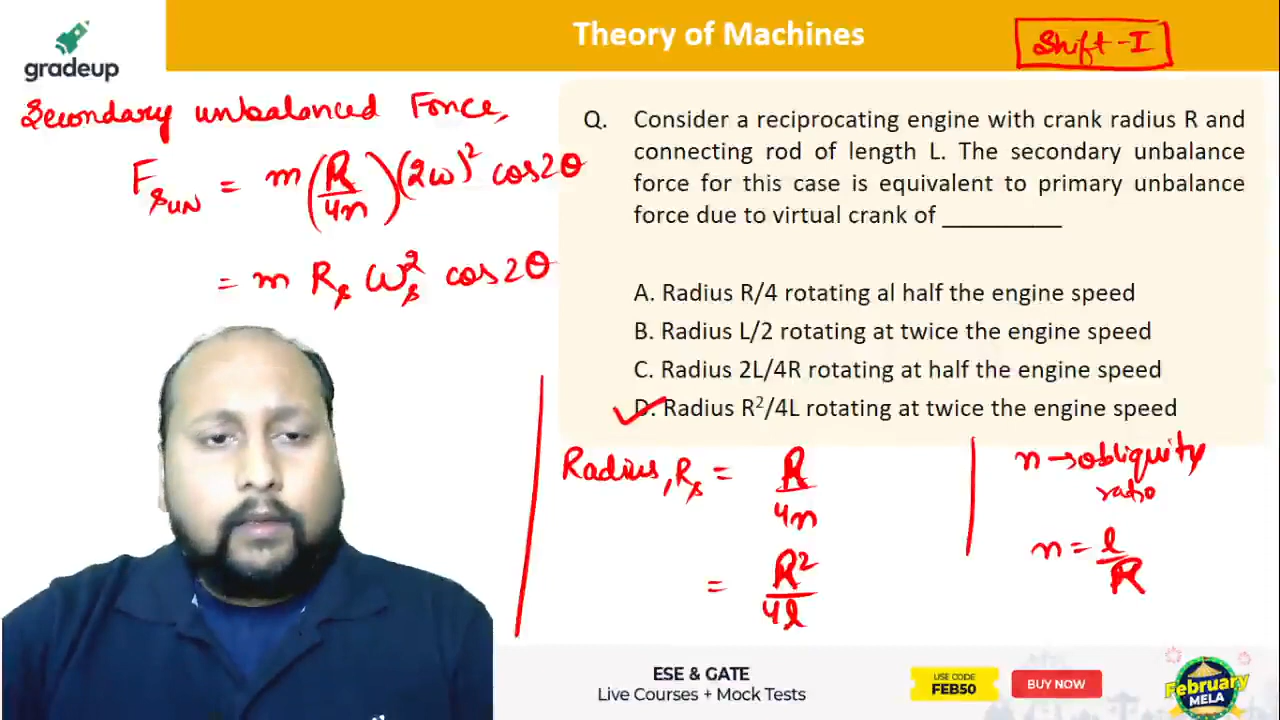 gradeup
Theory of Machines
Shift-I
Secondary unbalanced Force,
F_SUN = m (R/4n) (2ω)² cos2θ
= m R_s ω_s² cos2θ
Q. Consider a reciprocating engine with crank radius R and
connecting rod of length L. The secondary unbalance
force for this case is equivalent to primary unbalance
force due to virtual crank of __________
A. Radius R/4 rotating al half the engine speed
B. Radius L/2 rotating at twice the engine speed
C. Radius 2L/4R rotating at half the engine speed
D. Radius R²/4L rotating at twice the engine speed
Radius, R_s = R/4n
= R²/4l
n → obliquity
ratio
n = l/R
ESE & GATE
Live Courses + Mock Tests
USE CODE
FEB50
BUY NOW
February
MELA